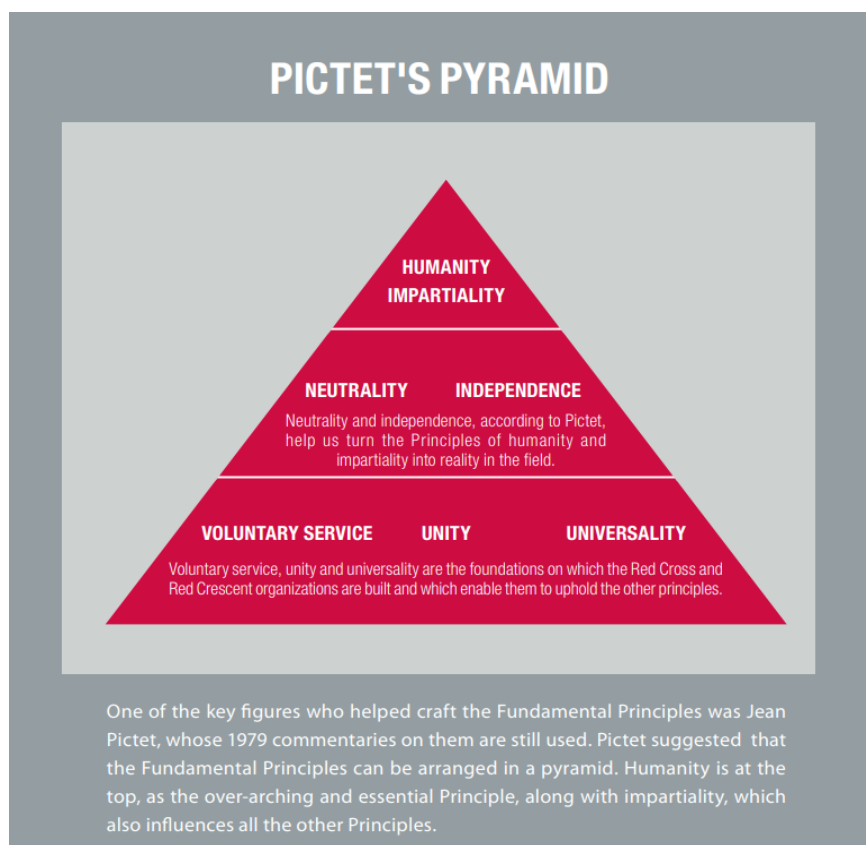 PICTET'S PYRAMID
HUMANITY
IMPARTIALITY
NEUTRALITY INDEPENDENCE
Neutrality and independence, according to Pictet,
help us turn the Principles of humanity and
impartiality into reality in the field.
VOLUNTARY SERVICE UNITY UNIVERSALITY
Voluntary service, unity and universality are the foundations on which the Red Cross and
Red Crescent organizations are built and which enable them to uphold the other principles.
One of the key figures who helped craft the Fundamental Principles was Jean
Pictet, whose 1979 commentaries on them are still used. Pictet suggested that
the Fundamental Principles can be arranged in a pyramid. Humanity is at the
top, as the over-arching and essential Principle, along with impartiality, which
also influences all the other Principles.